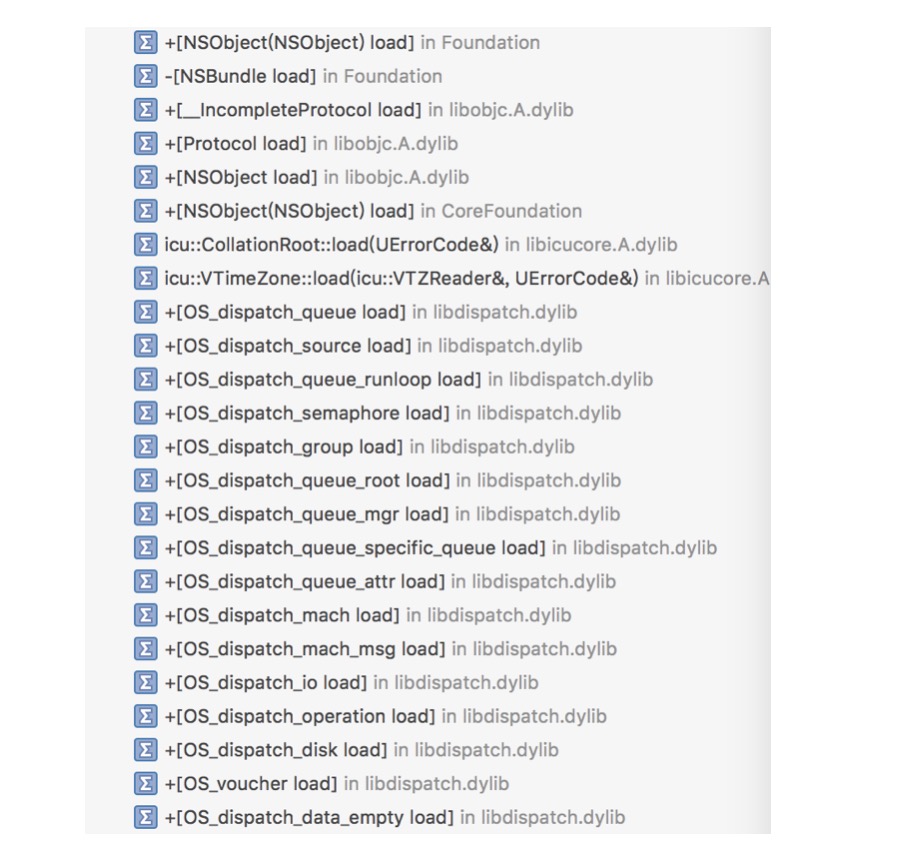 +[NSObject(NSObject) load] in Foundation
-[NSBundle load] in Foundation
+[__IncompleteProtocol load] in libobjc.A.dylib
+[Protocol load] in libobjc.A.dylib
+[NSObject load] in libobjc.A.dylib
+[NSObject(NSObject) load] in CoreFoundation
icu::CollationRoot::load(UErrorCode&) in libicucore.A.dylib
icu::VTimeZone::load(icu::VTZReader&, UErrorCode&) in libicucore.A
+[OS_dispatch_queue load] in libdispatch.dylib
+[OS_dispatch_source load] in libdispatch.dylib
+[OS_dispatch_queue_runloop load] in libdispatch.dylib
+[OS_dispatch_semaphore load] in libdispatch.dylib
+[OS_dispatch_group load] in libdispatch.dylib
+[OS_dispatch_queue_root load] in libdispatch.dylib
+[OS_dispatch_queue_mgr load] in libdispatch.dylib
+[OS_dispatch_queue_specific_queue load] in libdispatch.dylib
+[OS_dispatch_queue_attr load] in libdispatch.dylib
+[OS_dispatch_mach load] in libdispatch.dylib
+[OS_dispatch_mach_msg load] in libdispatch.dylib
+[OS_dispatch_io load] in libdispatch.dylib
+[OS_dispatch_operation load] in libdispatch.dylib
+[OS_dispatch_disk load] in libdispatch.dylib
+[OS_voucher load] in libdispatch.dylib
+[OS_dispatch_data_empty load] in libdispatch.dylib